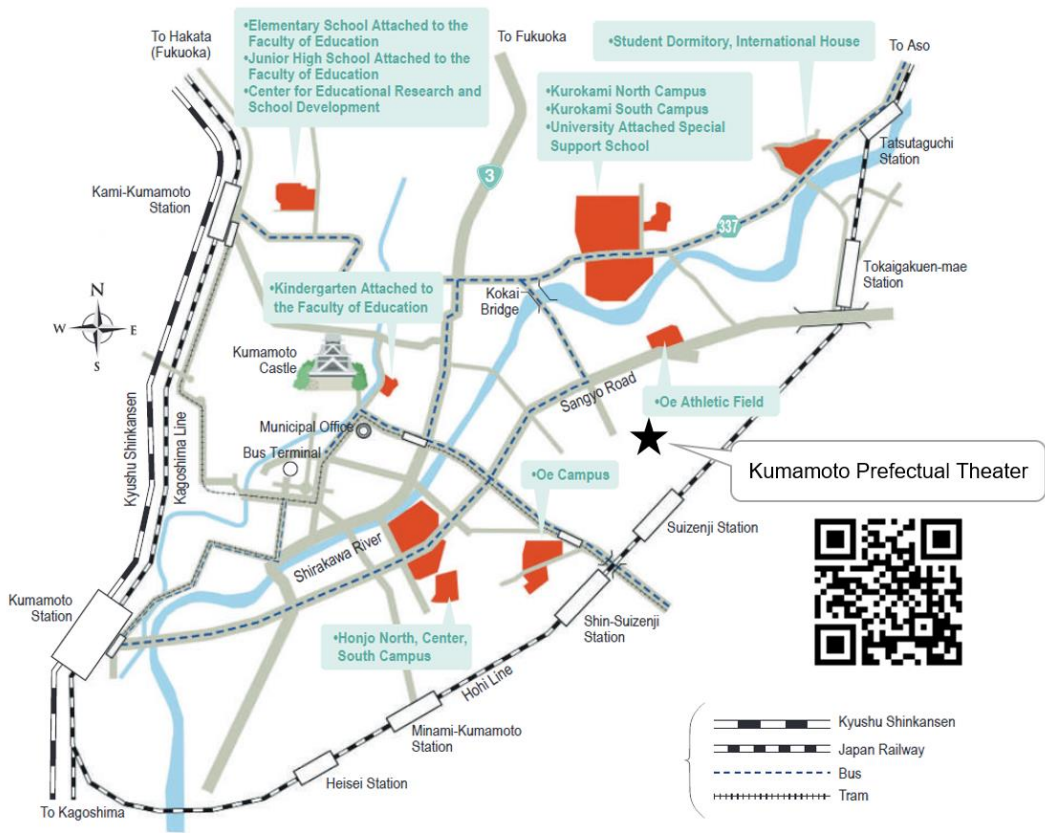 To Hakata
(Fukuoka)
•Elementary School Attached to the
Faculty of Education
•Junior High School Attached to the
Faculty of Education
•Center for Educational Research and
School Development
To Fukuoka
•Student Dormitory, International House
To Aso
•Kurokami North Campus
•Kurokami South Campus
•University Attached Special
Support School
Tatsutaguchi
Station
3
Kami-Kumamoto
Station
337
Tokaigakuen-mae
Station
•Kindergarten Attached to
the Faculty of Education
Kokai
Bridge
N
W
E
S
Kumamoto
Castle
Sangyo Road
•Oe Athletic Field
Municipal Office
Bus Terminal
Kumamoto Prefectual Theater
Kyushu Shinkansen
Kagoshima Line
•Oe Campus
Suizenji Station
Shirakawa River
Kumamoto
Station
Shin-Suizenji
Station
•Honjo North, Center,
South Campus
Hohi Line
Minami-Kumamoto
Station
Heisei Station
To Kagoshima
Kyushu Shinkansen
Japan Railway
Bus
Tram